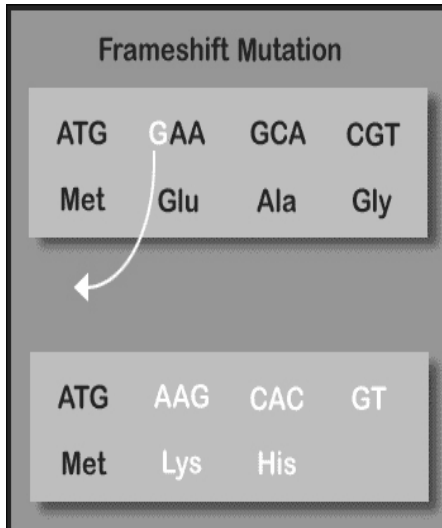 Frameshift Mutation
ATG GAA GCA CGT
Met Glu Ala Gly
ATG AAG CAC GT
Met Lys His